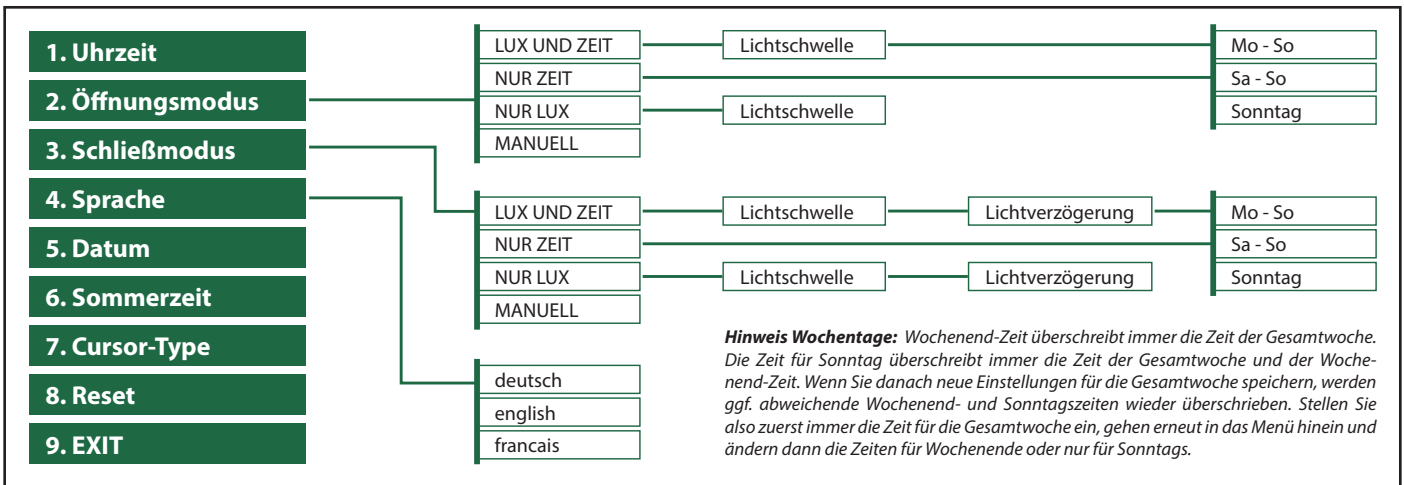 1. Uhrzeit
2. Öffnungsmodus
3. Schließmodus
4. Sprache
5. Datum
6. Sommerzeit
7. Cursor-Type
8. Reset
9. EXIT
LUX UND ZEIT
Lichtschwelle
Mo - So
NUR ZEIT
Sa - So
NUR LUX
Lichtschwelle
Sonntag
MANUELL
LUX UND ZEIT
Lichtschwelle
Lichtverzögerung
Mo - So
NUR ZEIT
Sa - So
NUR LUX
Lichtschwelle
Lichtverzögerung
Sonntag
MANUELL
deutsch
english
francais
Hinweis Wochentage: Wochenend-Zeit überschreibt immer die Zeit der Gesamtwoche.
Die Zeit für Sonntag überschreibt immer die Zeit der Gesamtwoche und der Woche-
nend-Zeit. Wenn Sie danach neue Einstellungen für die Gesamtwoche speichern, werden
ggf. abweichende Wochenend- und Sonntagszeiten wieder überschrieben. Stellen Sie
also zuerst immer die Zeit für die Gesamtwoche ein, gehen erneut in das Menü hinein und
ändern dann die Zeiten für Wochenende oder nur für Sonntags.